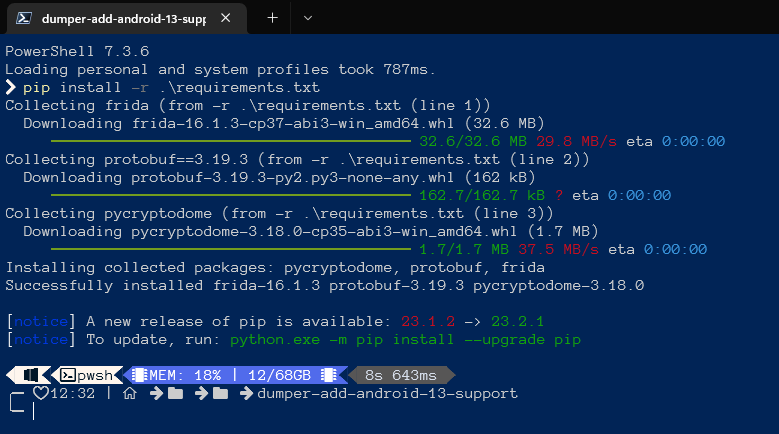 dumper-add-android-13-supp
PowerShell 7.3.6
Loading personal and system profiles took 787ms.
❯ pip install -r .\requirements.txt
Collecting frida (from -r .\requirements.txt (line 1))
Downloading frida-16.1.3-cp37-abi3-win_amd64.whl (32.6 MB)
32.6/32.6 MB 29.8 MB/s eta 0:00:00
Collecting protobuf==3.19.3 (from -r .\requirements.txt (line 2))
Downloading protobuf-3.19.3-py2.py3-none-any.whl (162 kB)
162.7/162.7 kB ? eta 0:00:00
Collecting pycryptodome (from -r .\requirements.txt (line 3))
Downloading pycryptodome-3.18.0-cp35-abi3-win_amd64.whl (1.7 MB)
1.7/1.7 MB 37.5 MB/s eta 0:00:00
Installing collected packages: pycryptodome, protobuf, frida
Successfully installed frida-16.1.3 protobuf-3.19.3 pycryptodome-3.18.0
[notice] A new release of pip is available: 23.1.2 -> 23.2.1
[notice] To update, run: python.exe -m pip install --upgrade pip
pwsh MEM: 18% | 12/68GB 8s 643ms
♡12:32 | dumper-add-android-13-support